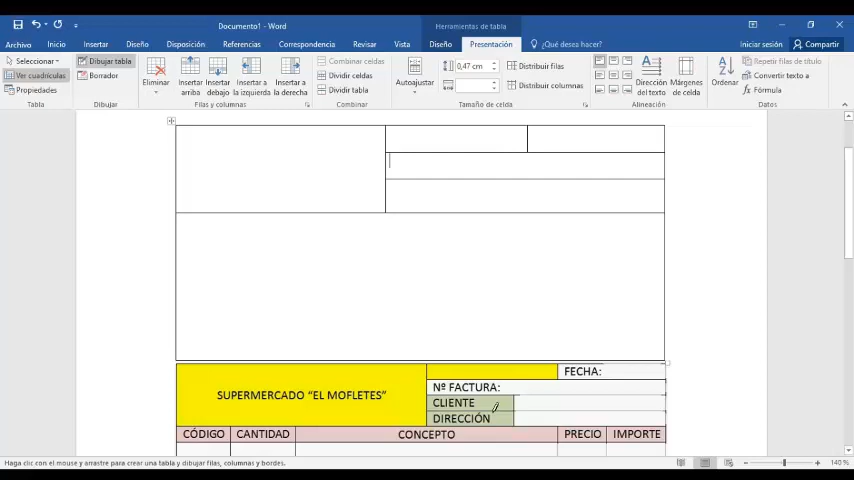 Documento1 - Word
Herramientas de tabla
Archivo Inicio Insertar Diseño Disposición Referencias Correspondencia Revisar Vista Diseño Presentación ¿Qué desea hacer? Iniciar sesión Compartir
Seleccionar Dibujar tabla Combinar celdas 0,47 cm Distribuir filas Repetir filas de título
Ver cuadrículas Borrador Dividir celdas Convertir texto a
Eliminar Insertar arriba Insertar debajo Insertar a la izquierda Insertar a la derecha Autoajustar Distribuir columnas Dirección del texto Márgenes de celda Ordenar
Propiedades Dividir tabla Fórmula
Tabla Dibujar Filas y columnas Combinar Tamaño de celda Alineación Datos
FECHA:
Nº FACTURA:
SUPERMERCADO “EL MOFLETES”
CLIENTE
DIRECCIÓN
CÓDIGO CANTIDAD CONCEPTO PRECIO IMPORTE
Haga clic con el mouse y arrastre para crear una tabla y dibujar filas, columnas y bordes.
140 %